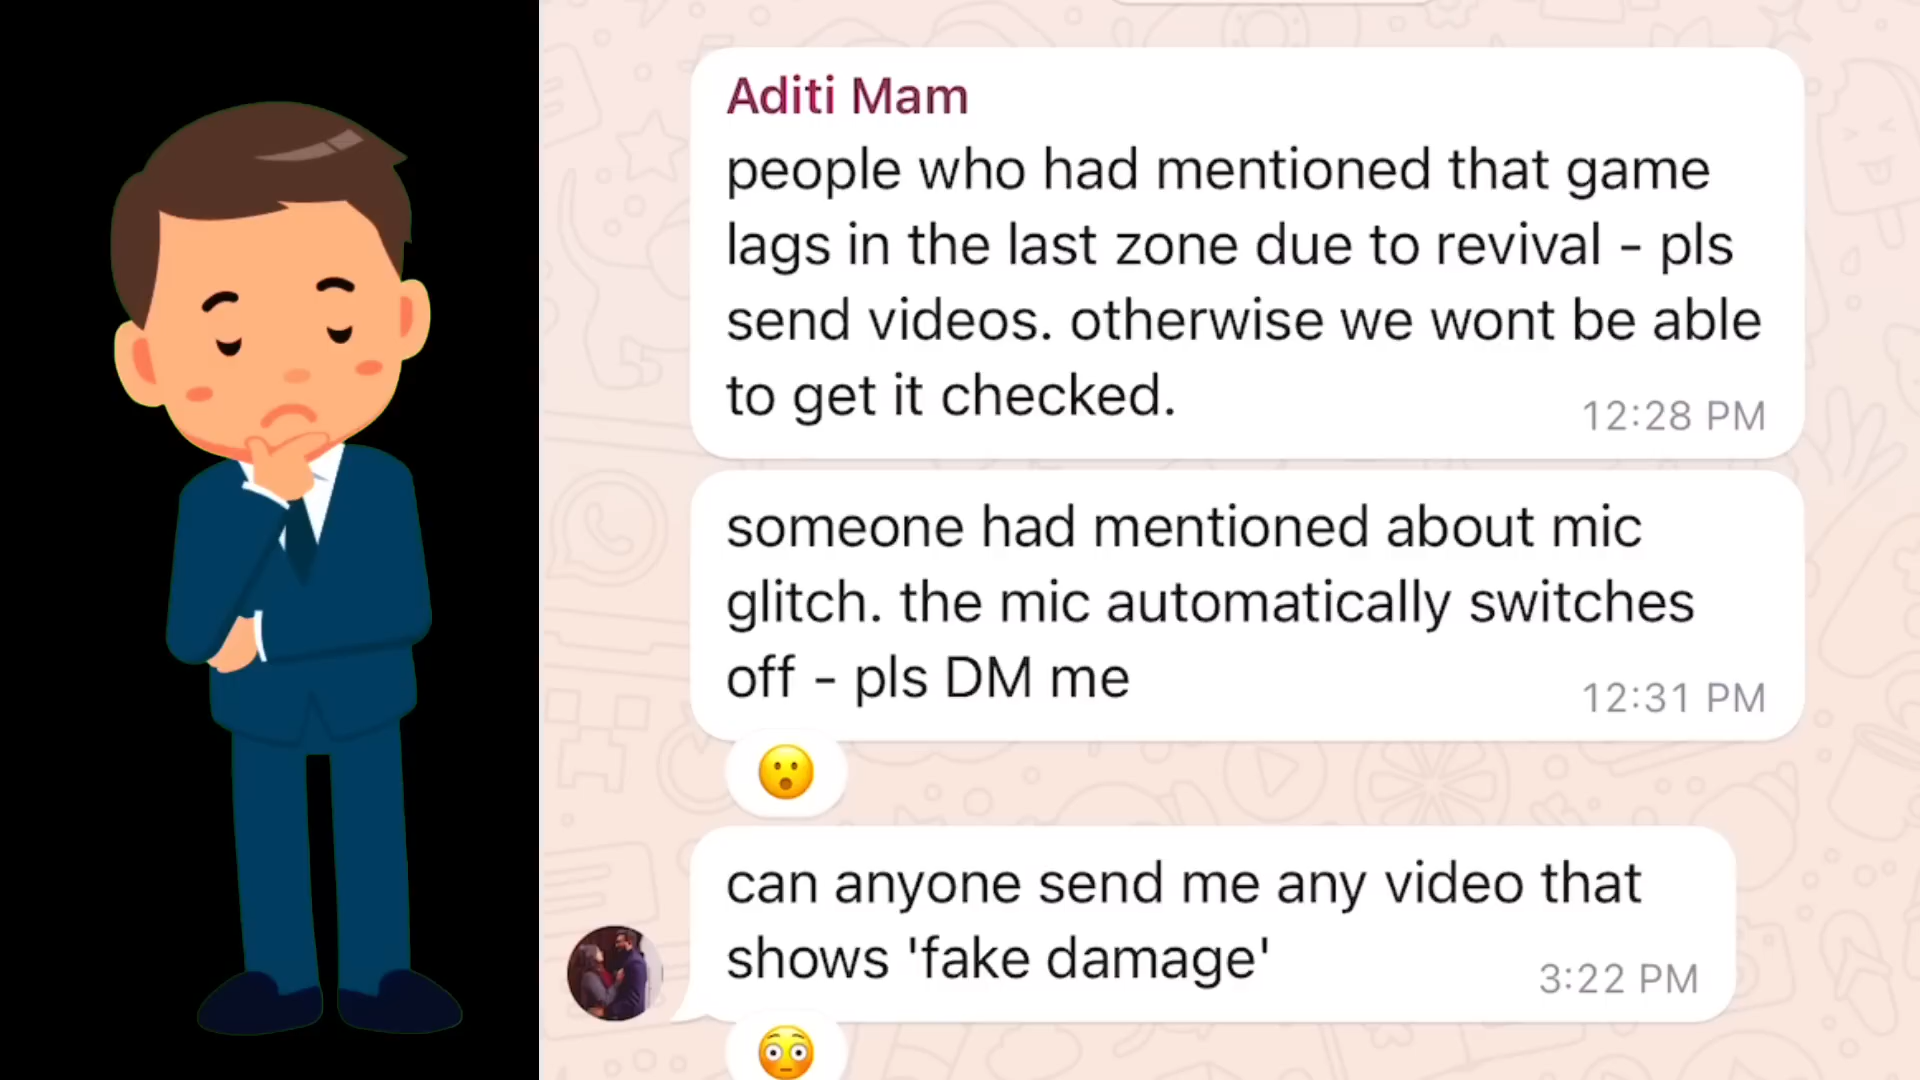 Aditi Mam
people who had mentioned that game
lags in the last zone due to revival - pls
send videos. otherwise we wont be able
to get it checked.
12:28 PM
someone had mentioned about mic
glitch. the mic automatically switches
off - pls DM me
12:31 PM
can anyone send me any video that
shows 'fake damage'
3:22 PM